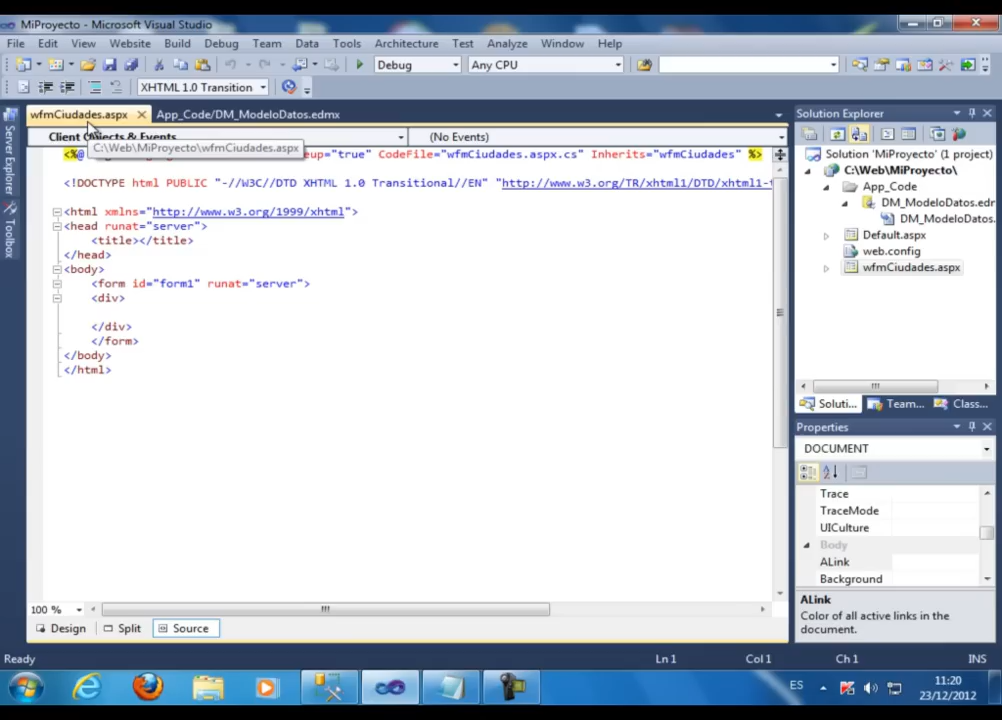 MiProyecto - Microsoft Visual Studio
File Edit View Website Build Debug Team Data Tools Architecture Test Analyze Window Help
Debug Any CPU
XHTML 1.0 Transition
wfmCiudades.aspx App_Code/DM_ModeloDatos.edmx
Client Objects & Events (No Events)
C:\Web\MiProyecto\wfmCiudades.aspx
<%@ eup="true" CodeFile="wfmCiudades.aspx.cs" Inherits="wfmCiudades" %>
<!DOCTYPE html PUBLIC "-//W3C//DTD XHTML 1.0 Transitional//EN" "http://www.w3.org/TR/xhtml1/DTD/xhtml1-
<html xmlns="http://www.w3.org/1999/xhtml">
<head runat="server">
<title></title>
</head>
<body>
<form id="form1" runat="server">
<div>
</div>
</form>
</body>
</html>
100 %
Design Split Source
Server Explorer
Toolbox
Solution Explorer
Solution 'MiProyecto' (1 project)
C:\Web\MiProyecto\
App_Code
DM_ModeloDatos.edr
DM_ModeloDatos.
Default.aspx
web.config
wfmCiudades.aspx
Soluti... Team... Class...
Properties
DOCUMENT
Trace
TraceMode
UICulture
Body
ALink
Background
ALink
Color of all active links in the
document.
Ready Ln 1 Col 1 Ch 1 INS
ES 11:20
23/12/2012